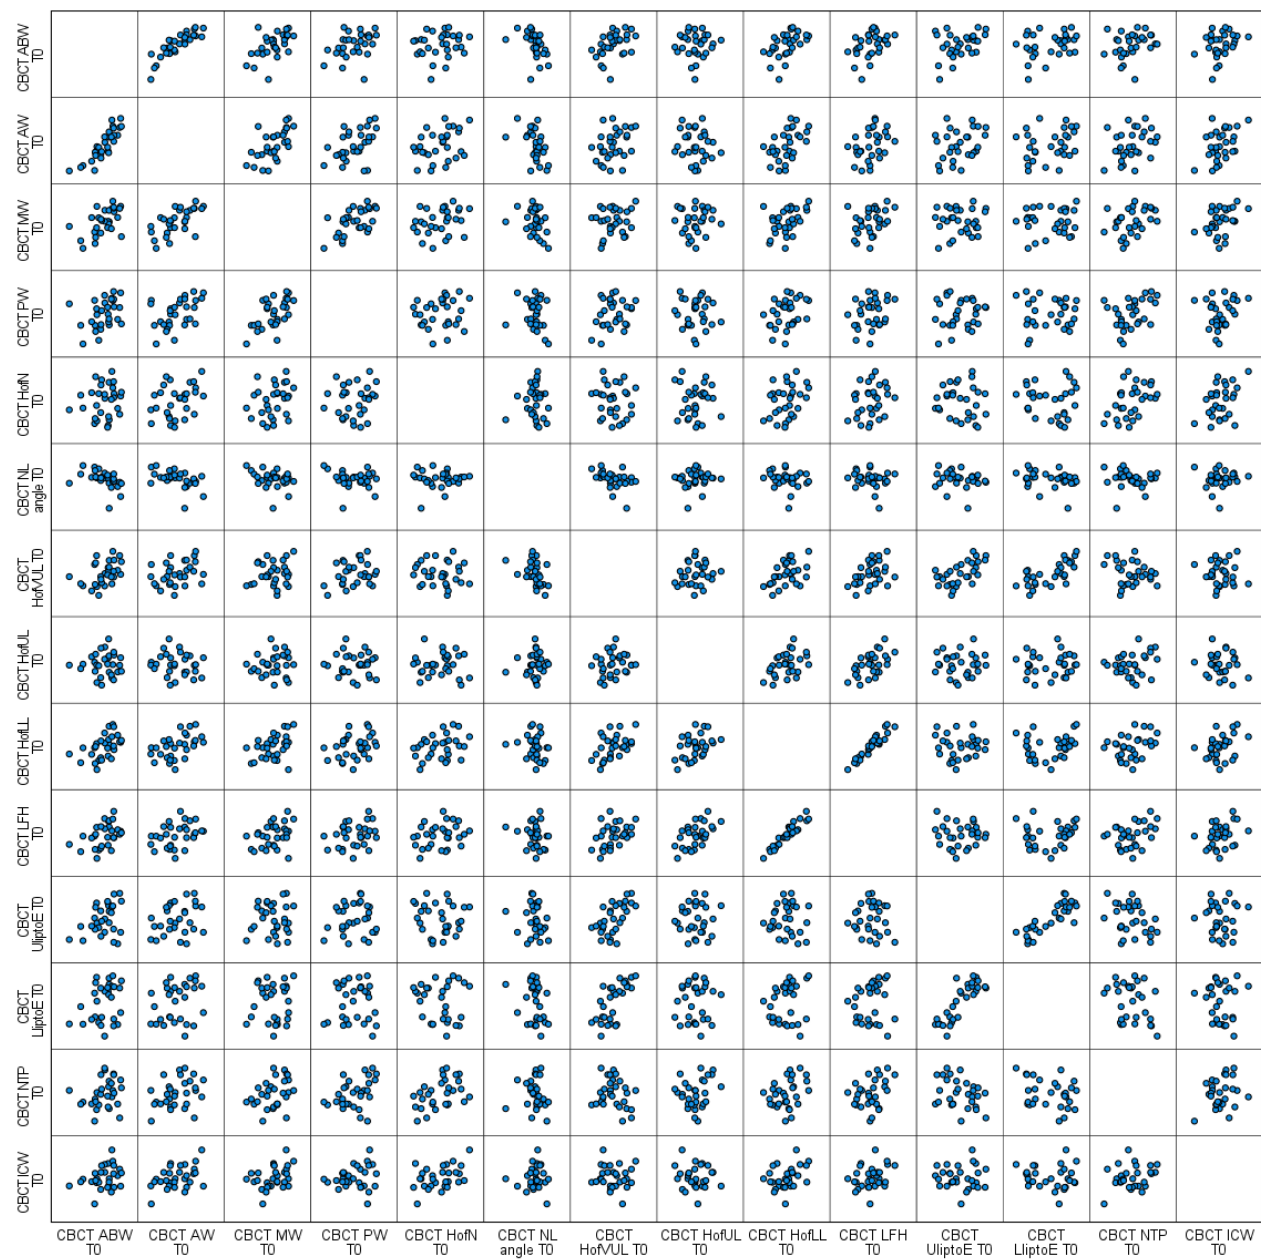 CBCT ABW
T0
CBCT AW
T0
CBCT MW
T0
CBCT PW
T0
CBCT HofN
T0
CBCT NL
angle T0
CBCT
HofVUL T0
CBCT HofUL
T0
CBCT HofLL
T0
CBCT LFH
T0
CBCT
UliptoE T0
CBCT
LliptoE T0
CBCT NTP
T0
CBCT ICW
T0
CBCT ABW
T0
CBCT AW
T0
CBCT MW
T0
CBCT PW
T0
CBCT HofN
T0
CBCT NL
angle T0
CBCT
HofVUL T0
CBCT HofUL
T0
CBCT HofLL
T0
CBCT LFH
T0
CBCT
UliptoE T0
CBCT
LliptoE T0
CBCT NTP
T0
CBCT ICW
T0